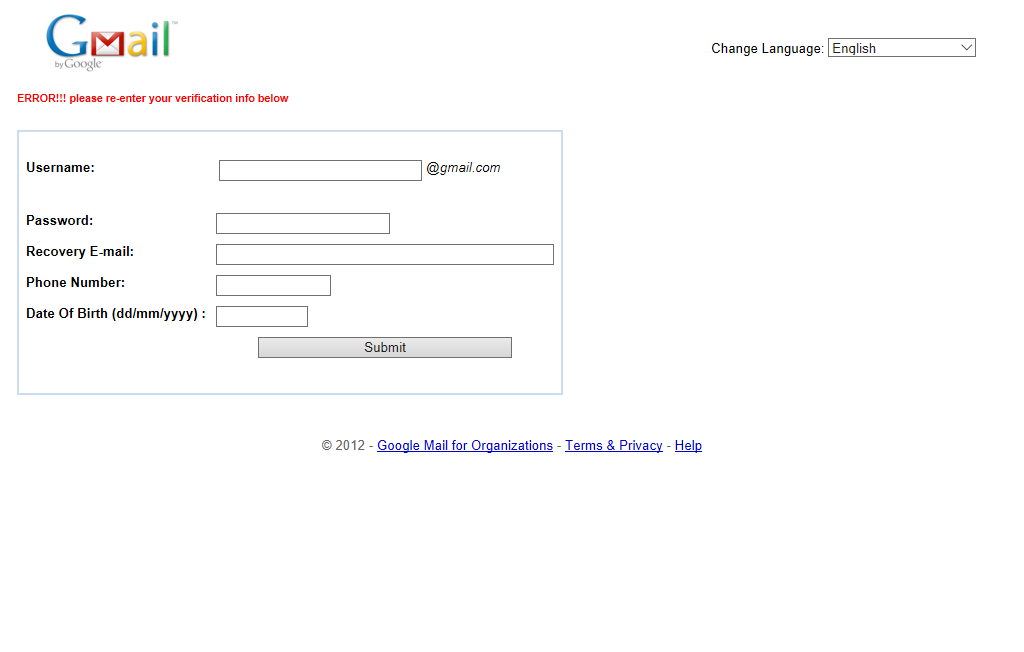 Gmail™
by Google
Change Language: English
ERROR!!! please re-enter your verification info below
Username: @gmail.com
Password:
Recovery E-mail:
Phone Number:
Date Of Birth (dd/mm/yyyy) :
Submit
© 2012 - Google Mail for Organizations - Terms & Privacy - Help